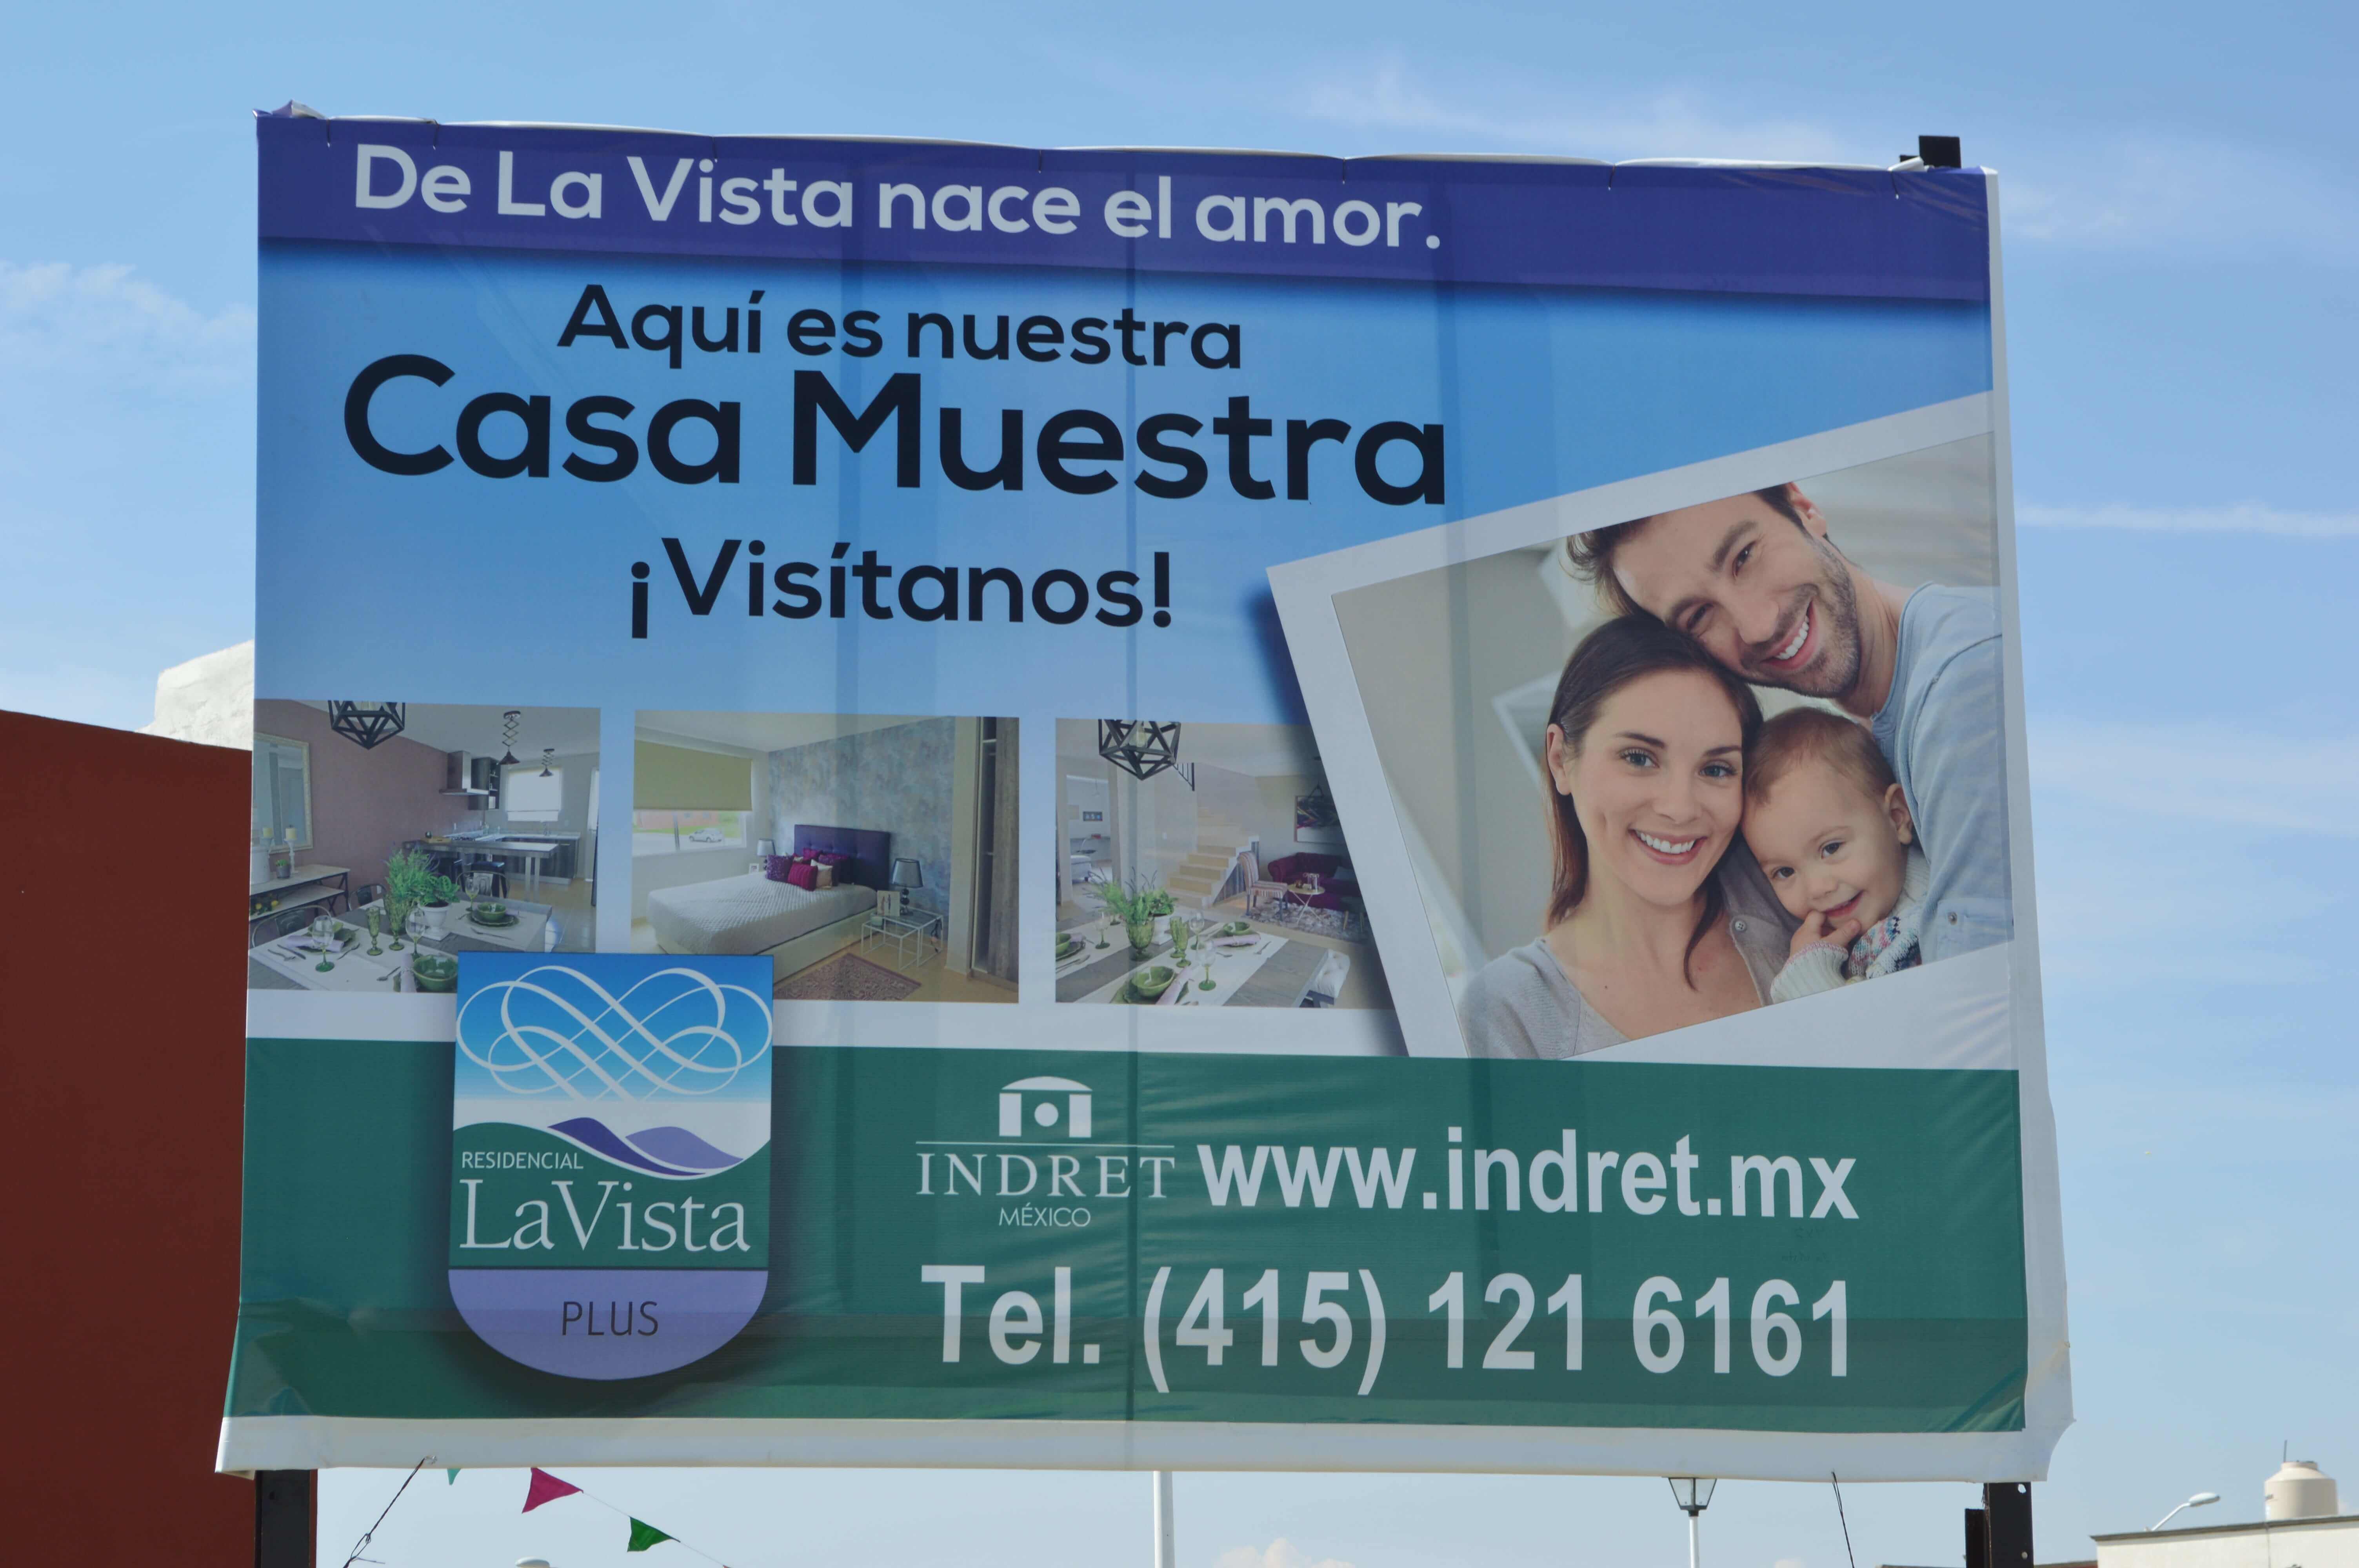 De La Vista nace el amor.
Aquí es nuestra
Casa Muestra
¡Visítanos!
RESIDENCIAL
LaVista
PLUS
INDRET
MÉXICO
www.indret.mx
Tel. (415) 121 6161